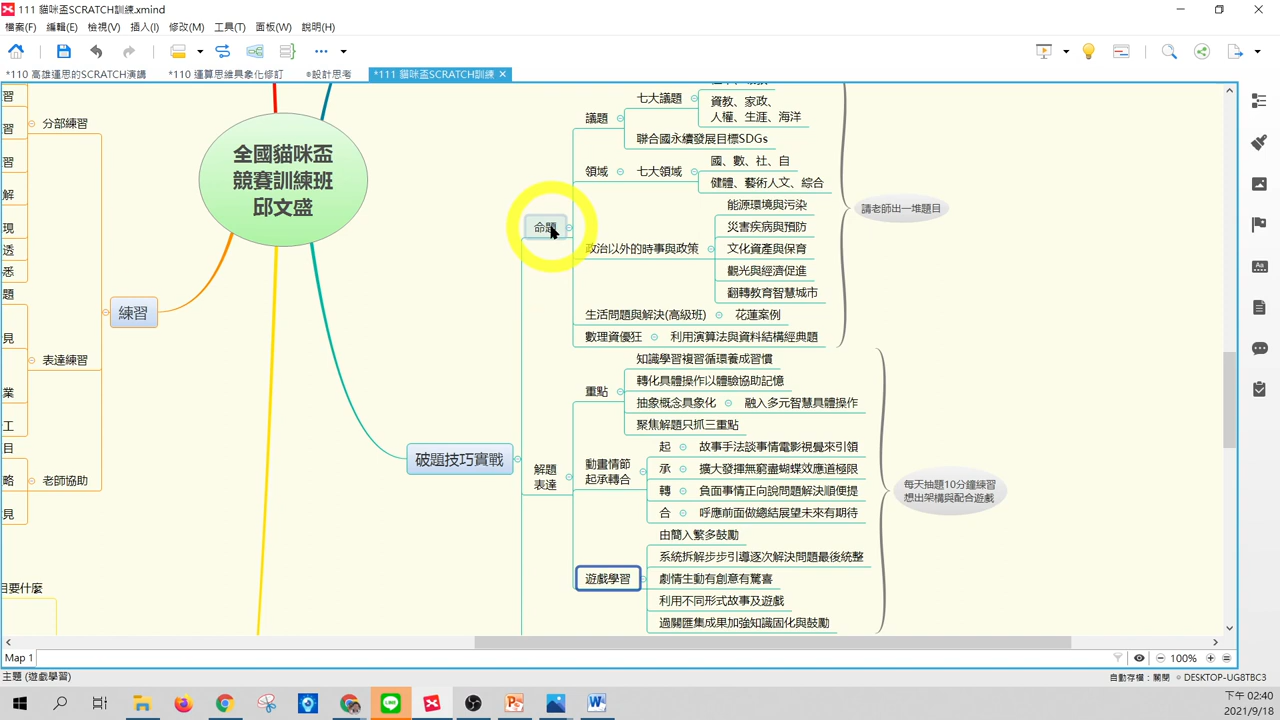 111 貓咪盃SCRATCH訓練.xmind
檔案(F) 編輯(E) 檢視(V) 插入(I) 修改(M) 工具(T) 面板(W) 說明(H)
*110 高雄運思的SCRATCH演講 *110 運算思維具象化修訂 設計思考 *111 貓咪盃SCRATCH訓練
習
習
習
解
現
透
悉
題
見
業
工
目
略
見
分部練習
表達練習
老師協助
目要什麼
練習
全國貓咪盃
競賽訓練班
邱文盛
破題技巧實戰
命題
議題
七大議題
資教、家政、
人權、生涯、海洋
聯合國永續發展目標SDGs
領域
七大領域
國、數、社、自
健體、藝術人文、綜合
政治以外的時事與政策
能源環境與污染
災害疾病與預防
文化資產與保育
觀光與經濟促進
翻轉教育智慧城市
生活問題與解決(高級班)
花蓮案例
數理資優狂
利用演算法與資料結構經典題
請老師出一堆題目
解題
表達
重點
知識學習複習循環養成習慣
轉化具體操作以體驗協助記憶
抽象概念具象化
融入多元智慧具體操作
聚焦解題只抓三重點
動畫情節
起承轉合
起 故事手法談事情電影視覺來引領
承 擴大發揮無窮盡蝴蝶效應道極限
轉 負面事情正向說問題解決順便提
合 呼應前面做總結展望未來有期待
遊戲學習
由簡入繁多鼓勵
系統拆解步步引導逐次解決問題最後統整
劇情生動有創意有驚喜
利用不同形式故事及遊戲
過關匯集成果加強知識固化與鼓勵
每天抽題10分鐘練習
想出架構與配合遊戲
Map 1
100%
主題 (遊戲學習)
自動存檔：關閉
DESKTOP-UG8TBC3
下午 02:40
2021/9/18